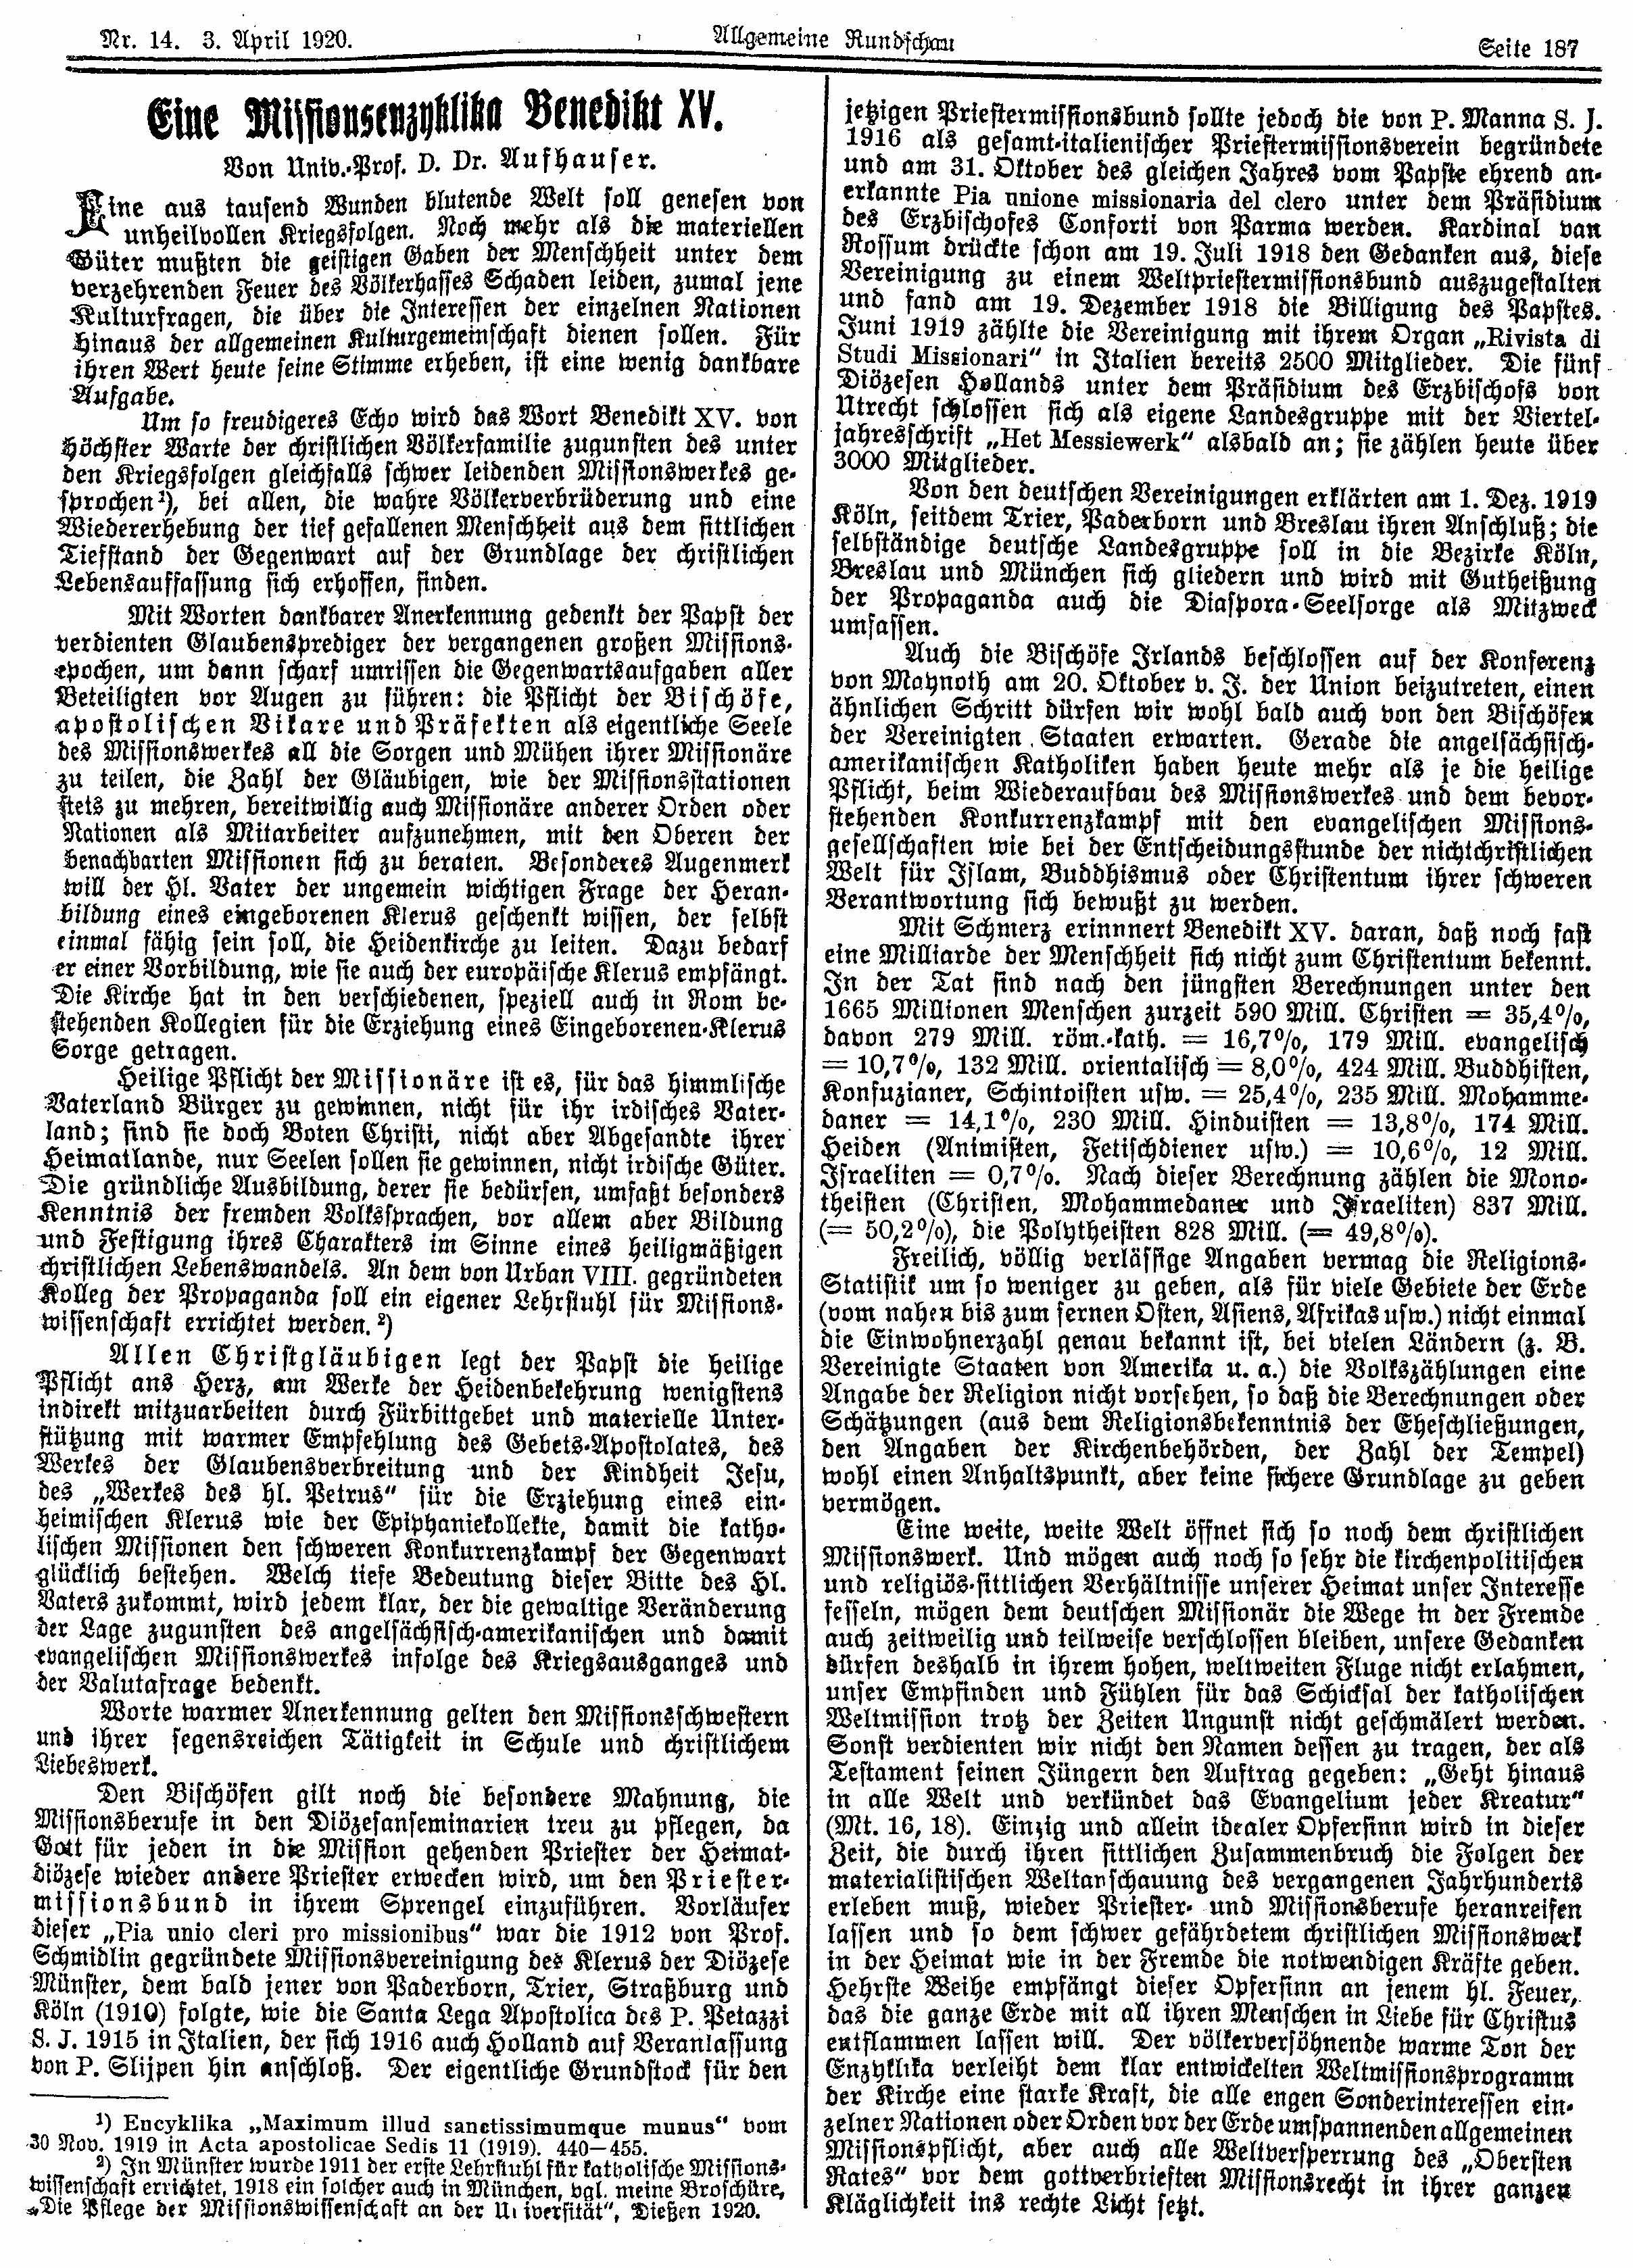 Nr. 14. 3. April 1920.
Allgemeine Rundschau
Seite 187
Eine Missionsenzyklika Benedikt XV.
Von Univ.-Prof. D. Dr. Aufhauser.
Eine aus tausend Wunden blutende Welt soll genesen von
unheilvollen Kriegsfolgen. Noch mehr als die materiellen
Güter mußten die geistigen Gaben der Menschheit unter dem
verzehrenden Feuer des Völkerhasses Schaden leiden, zumal jene
Kulturfragen, die über die Interessen der einzelnen Nationen
hinaus der allgemeinen Kulturgemeinschaft dienen sollen. Für
ihren Wert heute seine Stimme erheben, ist eine wenig dankbare
Aufgabe.
Um so freudigeres Echo wird das Wort Benedikt XV. von
höchster Warte der christlichen Völkerfamilie zugunsten des unter
den Kriegsfolgen gleichfalls schwer leidenden Missionswerkes ge-
sprochen¹), bei allen, die wahre Völkerverbrüderung und eine
Wiedererhebung der tief gefallenen Menschheit aus dem sittlichen
Tiefstand der Gegenwart auf der Grundlage der christlichen
Lebensauffassung sich erhoffen, finden.
Mit Worten dankbarer Anerkennung gedenkt der Papst der
verdienten Glaubensprediger der vergangenen großen Missions-
epochen, um dann scharf umrissen die Gegenwartsaufgaben aller
Beteiligten vor Augen zu führen: die Pflicht der Bischöfe,
apostolischen Vikare und Präfekten als eigentliche Seele
des Missionswerkes all die Sorgen und Mühen ihrer Missionäre
zu teilen, die Zahl der Gläubigen, wie der Missionsstationen
stets zu mehren, bereitwillig auch Missionäre anderer Orden oder
Nationen als Mitarbeiter aufzunehmen, mit den Oberen der
benachbarten Missionen sich zu beraten. Besonderes Augenmerk
will der Hl. Vater der ungemein wichtigen Frage der Heran-
bildung eines eingeborenen Klerus geschenkt wissen, der selbst
einmal fähig sein soll, die Heidenkirche zu leiten. Dazu bedarf
er einer Vorbildung, wie sie auch der europäische Klerus empfängt.
Die Kirche hat in den verschiedenen, speziell auch in Rom be-
stehenden Kollegien für die Erziehung eines Eingeborenen-Klerus
Sorge getragen.
Heilige Pflicht der Missionäre ist es, für das himmlische
Vaterland Bürger zu gewinnen, nicht für ihr irdisches Vater-
land; sind sie doch Boten Christi, nicht aber Abgesandte ihrer
Heimatlande, nur Seelen sollen sie gewinnen, nicht irdische Güter.
Die gründliche Ausbildung, derer sie bedürfen, umfaßt besonders
Kenntnis der fremden Volkssprachen, vor allem aber Bildung
und Festigung ihres Charakters im Sinne eines heiligmäßigen
christlichen Lebenswandels. An dem von Urban VIII. gegründeten
Kolleg der Propaganda soll ein eigener Lehrstuhl für Missions-
wissenschaft errichtet werden.²)
Allen Christgläubigen legt der Papst die heilige
Pflicht ans Herz, am Werke der Heidenbekehrung wenigstens
indirekt mitzuarbeiten durch Fürbittgebet und materielle Unter-
stützung mit warmer Empfehlung des Gebets-Apostolates, des
Werkes der Glaubensverbreitung und der Kindheit Jesu,
des „Werkes des hl. Petrus“ für die Erziehung eines ein-
heimischen Klerus wie der Epiphaniekollekte, damit die katho-
lischen Missionen den schweren Konkurrenzkampf der Gegenwart
glücklich bestehen. Welch tiefe Bedeutung dieser Bitte des Hl.
Vaters zukommt, wird jedem klar, der die gewaltige Veränderung
der Lage zugunsten des angelsächsisch-amerikanischen und damit
evangelischen Missionswerkes infolge des Kriegsausganges und
der Valutafrage bedenkt.
Worte warmer Anerkennung gelten den Missionsschwestern
und ihrer segensreichen Tätigkeit in Schule und christlichem
Liebeswerk.
Den Bischöfen gilt noch die besondere Mahnung, die
Missionsberufe in den Diözesanseminarien treu zu pflegen, da
Gott für jeden in die Mission gehenden Priester der Heimat-
diözese wieder andere Priester erwecken wird, um den Priester-
missionsbund in ihrem Sprengel einzuführen. Vorläufer
dieser „Pia unio cleri pro missionibus“ war die 1912 von Prof.
Schmidlin gegründete Missionsvereinigung des Klerus der Diözese
Münster, dem bald jener von Paderborn, Trier, Straßburg und
Köln (1910) folgte, wie die Santa Lega Apostolica des P. Petazzi
S. J. 1915 in Italien, der sich 1916 auch Holland auf Veranlassung
von P. Slijpen hin anschloß. Der eigentliche Grundstock für den
¹) Encyklika „Maximum illud sanctissimumque munus“ vom
30 Nov. 1919 in Acta apostolicae Sedis 11 (1919). 440—455.
²) In Münster wurde 1911 der erste Lehrstuhl für katholische Missions-
wissenschaft errichtet, 1918 ein solcher auch in München, vgl. meine Broschüre,
„Die Pflege der Missionswissenschaft an der Universität“, Dießen 1920.
jetzigen Priestermissionsbund sollte jedoch die von P. Manna S. J.
1916 als gesamt-italienischer Priestermissionsverein begründete
und am 31. Oktober des gleichen Jahres vom Papste ehrend an-
erkannte Pia unione missionaria del clero unter dem Präsidium
des Erzbischofes Conforti von Parma werden. Kardinal van
Rossum drückte schon am 19. Juli 1918 den Gedanken aus, diese
Vereinigung zu einem Weltpriestermissionsbund auszugestalten
und fand am 19. Dezember 1918 die Billigung des Papstes.
Juni 1919 zählte die Vereinigung mit ihrem Organ „Rivista di
Studi Missionari“ in Italien bereits 2500 Mitglieder. Die fünf
Diözesen Hollands unter dem Präsidium des Erzbischofs von
Utrecht schlossen sich als eigene Landesgruppe mit der Viertel-
jahresschrift „Het Messiewerk“ alsbald an; sie zählen heute über
3000 Mitglieder.
Von den deutschen Vereinigungen erklärten am 1. Dez. 1919
Köln, seitdem Trier, Paderborn und Breslau ihren Anschluß; die
selbständige deutsche Landesgruppe soll in die Bezirke Köln,
Breslau und München sich gliedern und wird mit Gutheißung
der Propaganda auch die Diaspora-Seelsorge als Mitzweck
umfassen.
Auch die Bischöfe Irlands beschlossen auf der Konferenz
von Maynoth am 20. Oktober v. J. der Union beizutreten, einen
ähnlichen Schritt dürfen wir wohl bald auch von den Bischöfen
der Vereinigten Staaten erwarten. Gerade die angelsächsisch-
amerikanischen Katholiken haben heute mehr als je die heilige
Pflicht, beim Wiederaufbau des Missionswerkes und dem bevor-
stehenden Konkurrenzkampf mit den evangelischen Missions-
gesellschaften wie bei der Entscheidungsstunde der nichtchristlichen
Welt für Islam, Buddhismus oder Christentum ihrer schweren
Verantwortung sich bewußt zu werden.
Mit Schmerz erinnnert Benedikt XV. daran, daß noch fast
eine Milliarde der Menschheit sich nicht zum Christentum bekennt.
In der Tat sind nach den jüngsten Berechnungen unter den
1665 Millionen Menschen zurzeit 590 Mill. Christen = 35,4%,
davon 279 Mill. röm.-kath. = 16,7%, 179 Mill. evangelisch
= 10,7%, 132 Mill. orientalisch = 8,0%, 424 Mill. Buddhisten,
Konfuzianer, Schintoisten usw. = 25,4%, 235 Mill. Mohamme-
daner = 14,1%, 230 Mill. Hinduisten = 13,8%, 174 Mill.
Heiden (Animisten, Fetischdiener usw.) = 10,6%, 12 Mill.
Israeliten = 0,7%. Nach dieser Berechnung zählen die Mono-
theisten (Christen, Mohammedaner und Israeliten) 837 Mill.
(= 50,2%), die Polytheisten 828 Mill. (= 49,8%).
Freilich, völlig verlässige Angaben vermag die Religions-
Statistik um so weniger zu geben, als für viele Gebiete der Erde
(vom nahen bis zum fernen Osten, Asiens, Afrikas usw.) nicht einmal
die Einwohnerzahl genau bekannt ist, bei vielen Ländern (z. B.
Vereinigte Staaten von Amerika u. a.) die Volkszählungen eine
Angabe der Religion nicht vorsehen, so daß die Berechnungen oder
Schätzungen (aus dem Religionsbekenntnis der Eheschließungen,
den Angaben der Kirchenbehörden, der Zahl der Tempel)
wohl einen Anhaltspunkt, aber keine sichere Grundlage zu geben
vermögen.
Eine weite, weite Welt öffnet sich so noch dem christlichen
Missionswerk. Und mögen auch noch so sehr die kirchenpolitischen
und religiös-sittlichen Verhältnisse unserer Heimat unser Interesse
fesseln, mögen dem deutschen Missionär die Wege in der Fremde
auch zeitweilig und teilweise verschlossen bleiben, unsere Gedanken
dürfen deshalb in ihrem hohen, weltweiten Fluge nicht erlahmen,
unser Empfinden und Fühlen für das Schicksal der katholischen
Weltmission trotz der Zeiten Ungunst nicht geschmälert werden.
Sonst verdienten wir nicht den Namen dessen zu tragen, der als
Testament seinen Jüngern den Auftrag gegeben: „Geht hinaus
in alle Welt und verkündet das Evangelium jeder Kreatur“
(Mt. 16, 18). Einzig und allein idealer Opfersinn wird in dieser
Zeit, die durch ihren sittlichen Zusammenbruch die Folgen der
materialistischen Weltanschauung des vergangenen Jahrhunderts
erleben muß, wieder Priester- und Missionsberufe heranreifen
lassen und so dem schwer gefährdetem christlichen Missionswerk
in der Heimat wie in der Fremde die notwendigen Kräfte geben.
Hehrste Weihe empfängt dieser Opfersinn an jenem hl. Feuer,
das die ganze Erde mit all ihren Menschen in Liebe für Christus
entflammen lassen will. Der völkerversöhnende warme Ton der
Enzyklika verleiht dem klar entwickelten Weltmissionsprogramm
der Kirche eine starke Kraft, die alle engen Sonderinteressen ein-
zelner Nationen oder Orden vor der Erde umspannenden allgemeinen
Missionspflicht, aber auch alle Weltversperrung des „Obersten
Rates“ vor dem gottverbrieften Missionsrecht in ihrer ganzen
Kläglichkeit ins rechte Licht setzt.